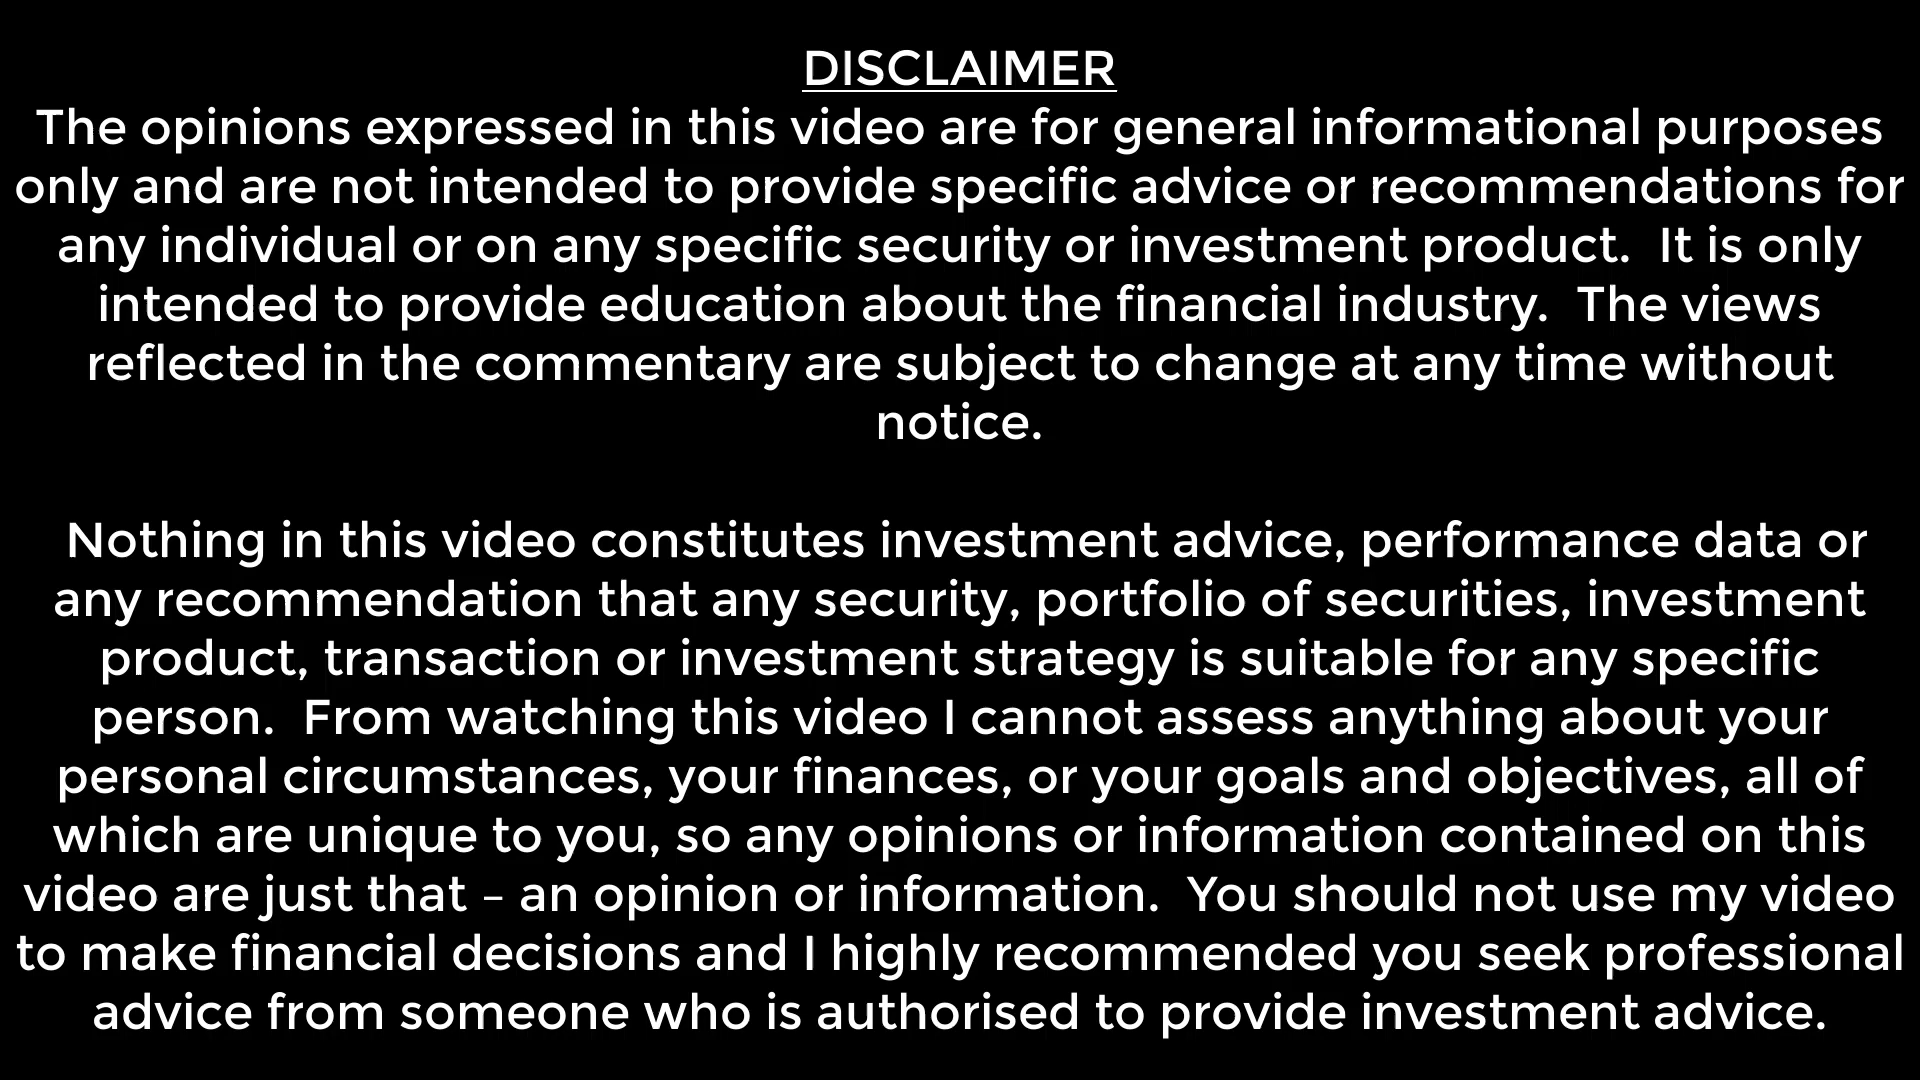 DISCLAIMER
The opinions expressed in this video are for general informational purposes
only and are not intended to provide specific advice or recommendations for
any individual or on any specific security or investment product.  It is only
intended to provide education about the financial industry.  The views
reflected in the commentary are subject to change at any time without
notice.
Nothing in this video constitutes investment advice, performance data or
any recommendation that any security, portfolio of securities, investment
product, transaction or investment strategy is suitable for any specific
person.  From watching this video I cannot assess anything about your
personal circumstances, your finances, or your goals and objectives, all of
which are unique to you, so any opinions or information contained on this
video are just that – an opinion or information.  You should not use my video
to make financial decisions and I highly recommended you seek professional
advice from someone who is authorised to provide investment advice.